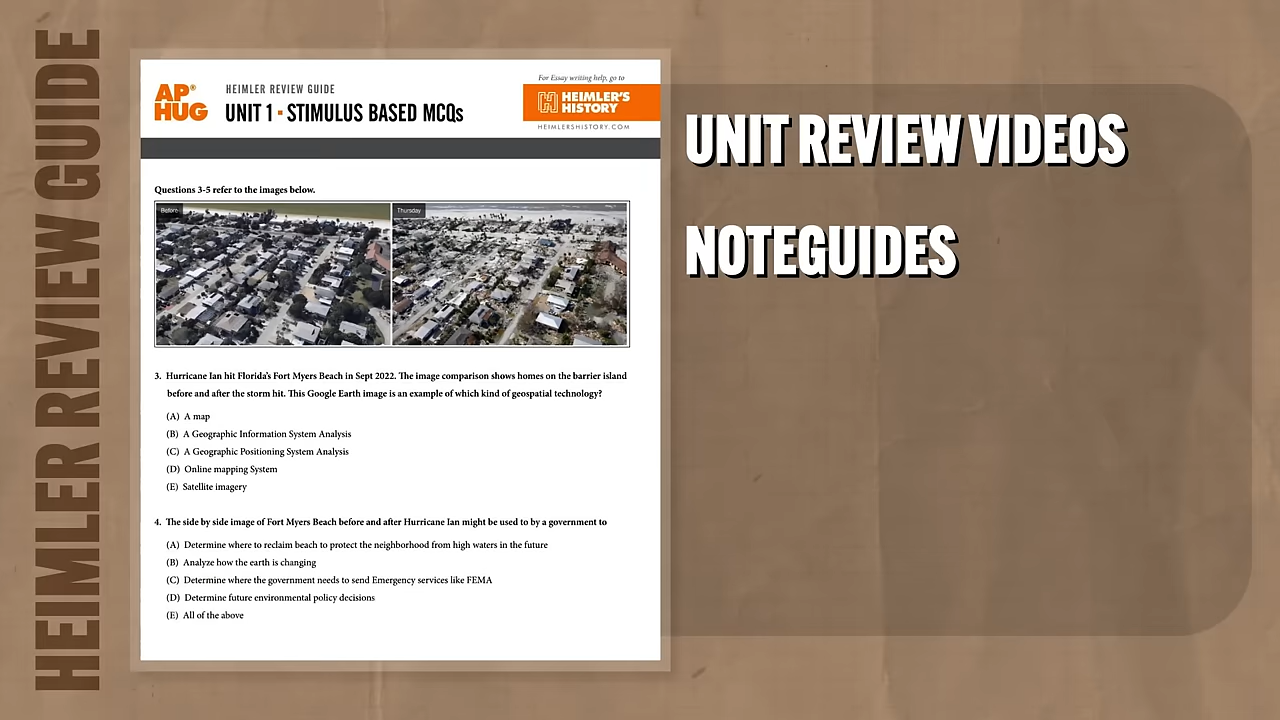 HEIMLER REVIEW GUIDE
AP® HUG
HEIMLER REVIEW GUIDE
UNIT 1 ▪ STIMULUS BASED MCQs
For Essay writing help, go to
HEIMLER'S
HISTORY
HEIMLERSHISTORY.COM
Questions 3-5 refer to the images below.
Before
Thursday
3. Hurricane Ian hit Florida's Fort Myers Beach in Sept 2022. The image comparison shows homes on the barrier island
before and after the storm hit. This Google Earth image is an example of which kind of geospatial technology?
(A) A map
(B) A Geographic Information System Analysis
(C) A Geographic Positioning System Analysis
(D) Online mapping System
(E) Satellite imagery
4. The side by side image of Fort Myers Beach before and after Hurricane Ian might be used to by a government to
(A) Determine where to reclaim beach to protect the neighborhood from high waters in the future
(B) Analyze how the earth is changing
(C) Determine where the government needs to send Emergency services like FEMA
(D) Determine future environmental policy decisions
(E) All of the above
UNIT REVIEW VIDEOS
NOTEGUIDES